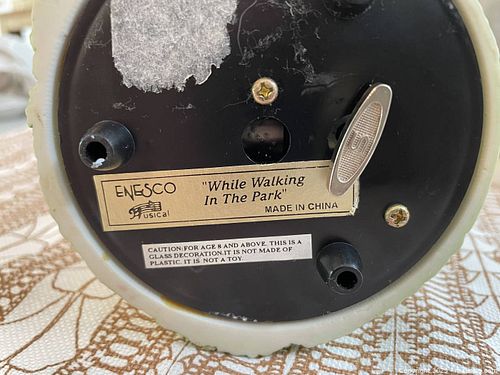 ENESCO
Musical
"While Walking
In The Park"
MADE IN CHINA
CAUTION:FOR AGE 8 AND ABOVE. THIS IS A
GLASS DECORATION.IT IS NOT MADE OF
PLASTIC. IT IS NOT A TOY.